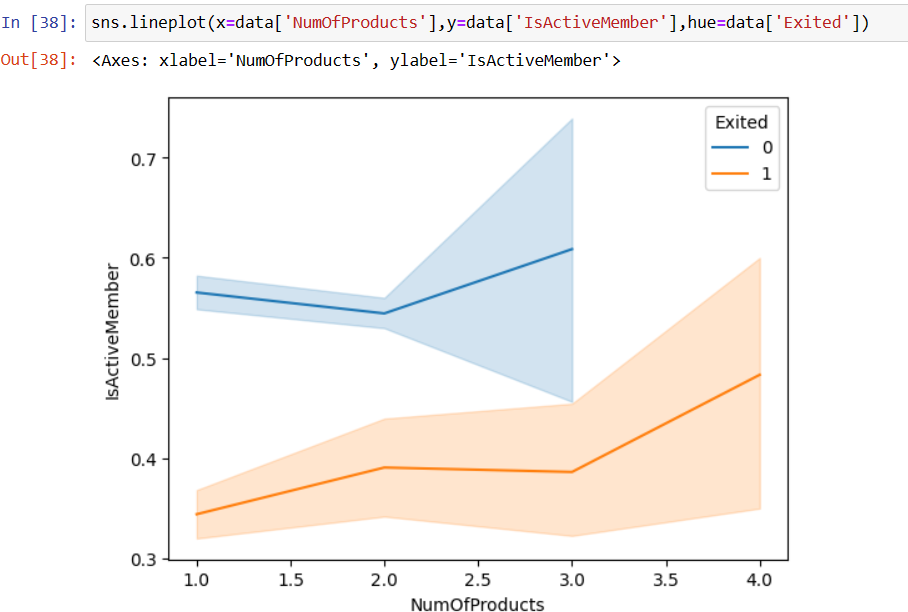 In [38]: sns.lineplot(x=data['NumOfProducts'],y=data['IsActiveMember'],hue=data['Exited'])
Out[38]: <Axes: xlabel='NumOfProducts', ylabel='IsActiveMember'>
Exited
0
1
0.7
0.6
0.5
0.4
0.3
IsActiveMember
1.0 1.5 2.0 2.5 3.0 3.5 4.0
NumOfProducts